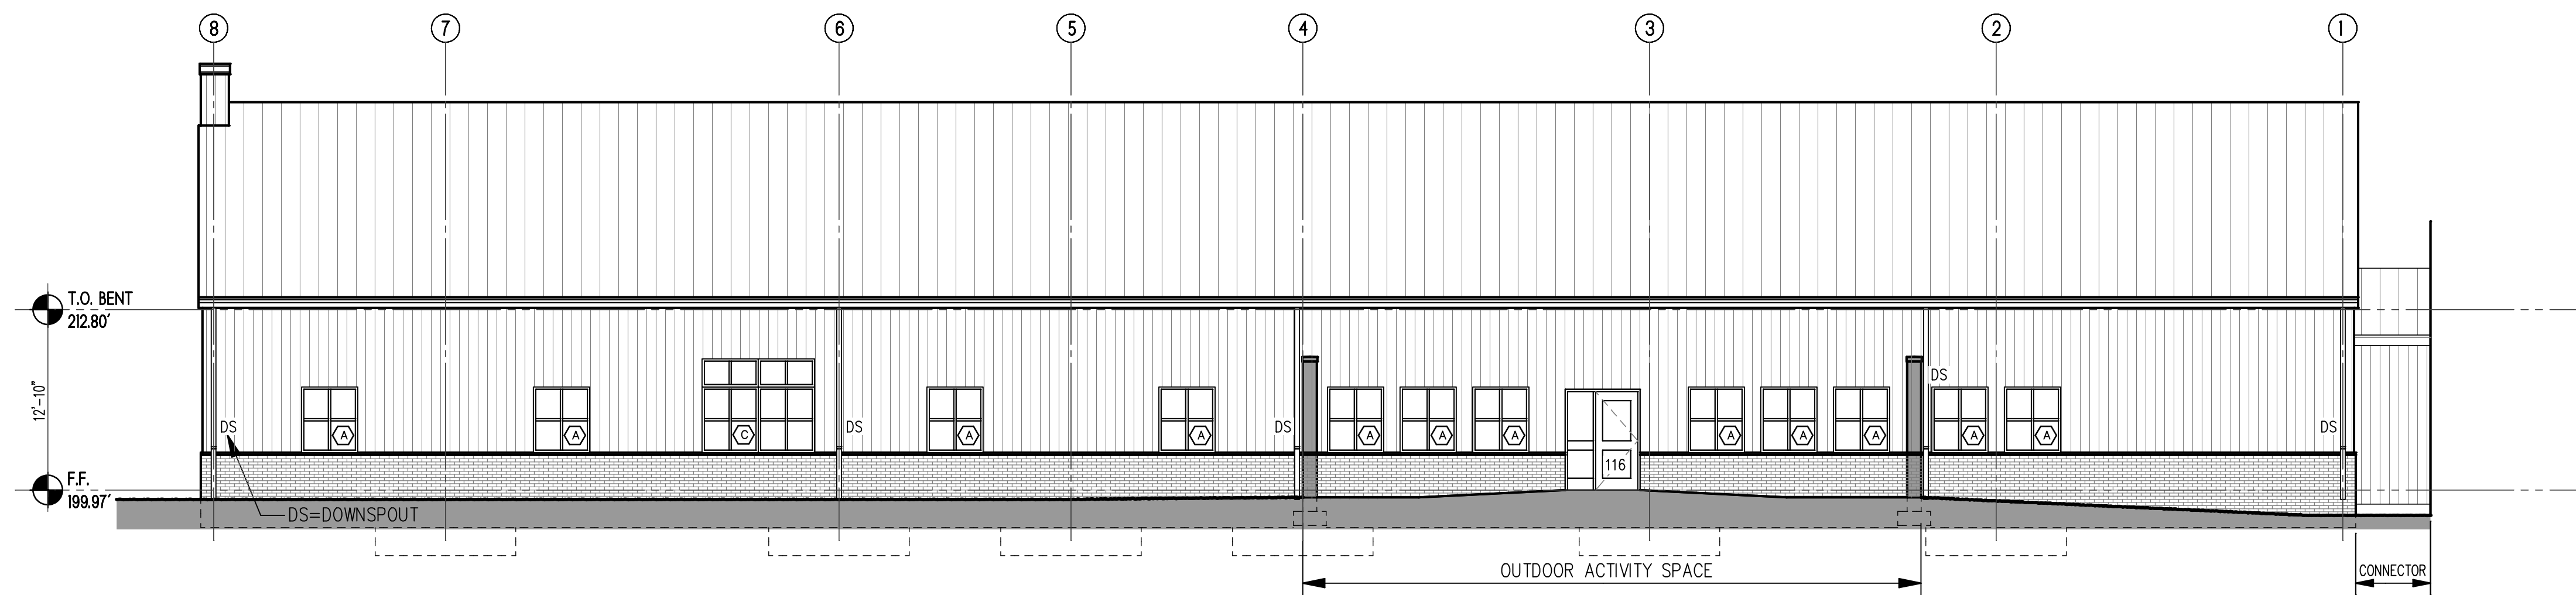 8 7 6 5 4 3 2 1
T.O. BENT
212.80'
12'-10"
DS
DS
DS
DS
DS
A A C A A A A A A A A A A
116
F.F.
199.97'
DS=DOWNSPOUT
OUTDOOR ACTIVITY SPACE
CONNECTOR